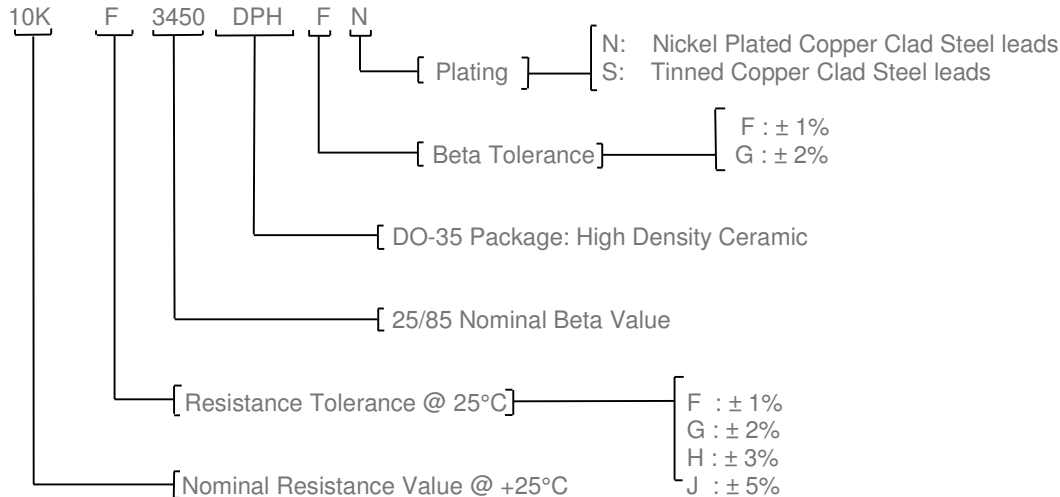 10K F 3450 DPH F N
N: Nickel Plated Copper Clad Steel leads
Plating
S: Tinned Copper Clad Steel leads
F : ± 1%
Beta Tolerance
G : ± 2%
DO-35 Package: High Density Ceramic
25/85 Nominal Beta Value
Resistance Tolerance @ 25°C
F : ± 1%
G : ± 2%
H : ± 3%
Nominal Resistance Value @ +25°C
J : ± 5%